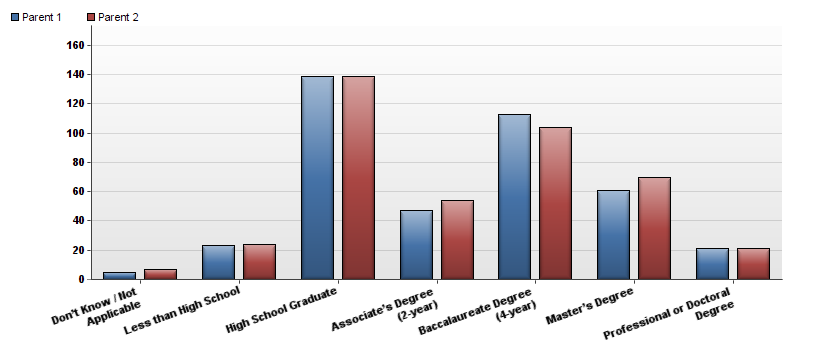 Parent 1 Parent 2
160
140
120
100
80
60
40
20
0
Don't Know / Not
Applicable
Less than High School
High School Graduate
Associate's Degree
(2-year)
Baccalaureate Degree
(4-year)
Master's Degree
Professional or Doctoral
Degree